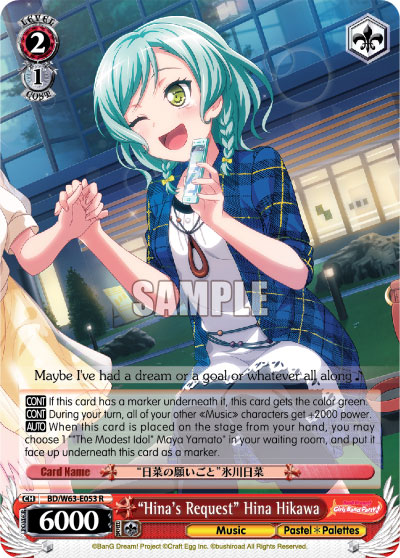 LEVEL
2
1
COST
SAMPLE
Maybe I've had a dream or a goal or whatever all along♪
CONT If this card has a marker underneath it, this card gets the color green.
CONT During your turn, all of your other «Music» characters get +2000 power.
AUTO When this card is placed on the stage from your hand, you may
choose 1 "“The Modest Idol” Maya Yamato" in your waiting room, and put it
face up underneath this card as a marker.
Card Name
“日菜の願いごと”氷川日菜
CH BD/W63-E053 R
“Hina's Request” Hina Hikawa
Girls Band Party!
POWER
6000
Music
Pastel＊Palettes
©BanG Dream! Project ©Craft Egg Inc. ©bushiroad All Rights Reserved.